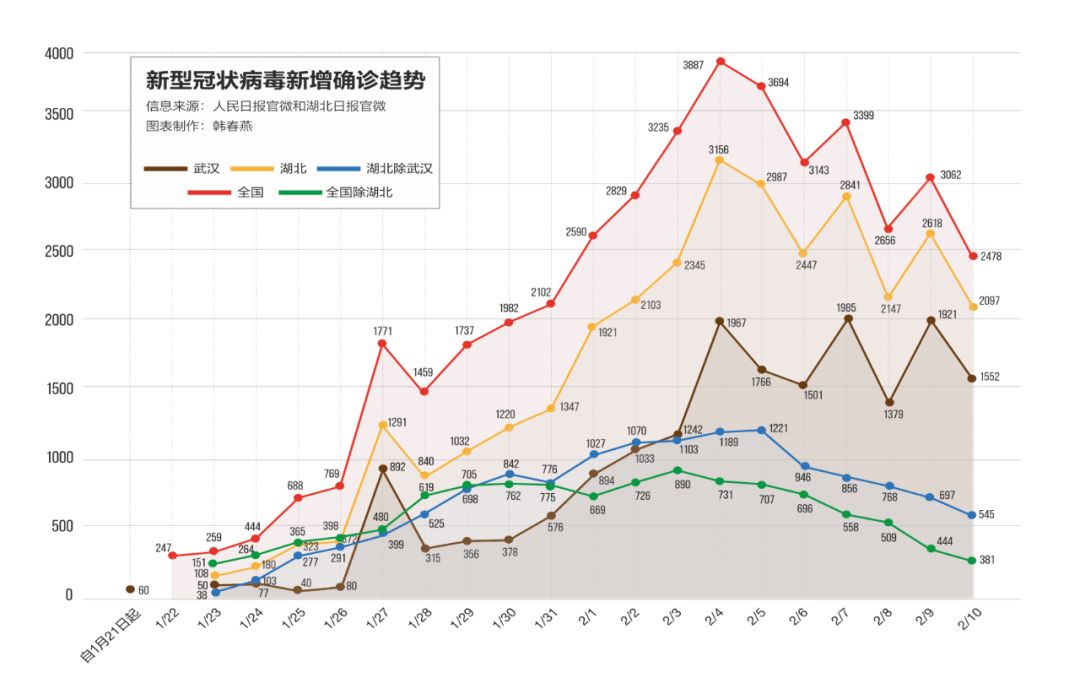 新型冠状病毒新增确诊趋势
信息来源：人民日报官微和湖北日报官微
图表制作：韩春燕
武汉 湖北 湖北除武汉
全国 全国除湖北
4000
3500
3000
2500
2000
1500
1000
500
0
247 259 444 688 769 1771 1459 1737 1982 2102 2590 2829 3235 3887 3694 3143 3399 2656 3062 2478
108 180 323 377 1291 840 1032 1220 1347 1921 2103 2345 3156 2987 2447 2841 2147 2618 2097
60 50 77 40 80 892 315 356 378 576 894 1033 1242 1967 1766 1501 1985 1379 1921 1552
38 103 277 291 399 525 698 842 776 1027 1070 1103 1189 1221 946 856 768 697 545
151 264 365 398 480 619 705 762 775 669 726 890 731 707 696 558 509 444 381
自1月21日起 1/22 1/23 1/24 1/25 1/26 1/27 1/28 1/29 1/30 1/31 2/1 2/2 2/3 2/4 2/5 2/6 2/7 2/8 2/9 2/10